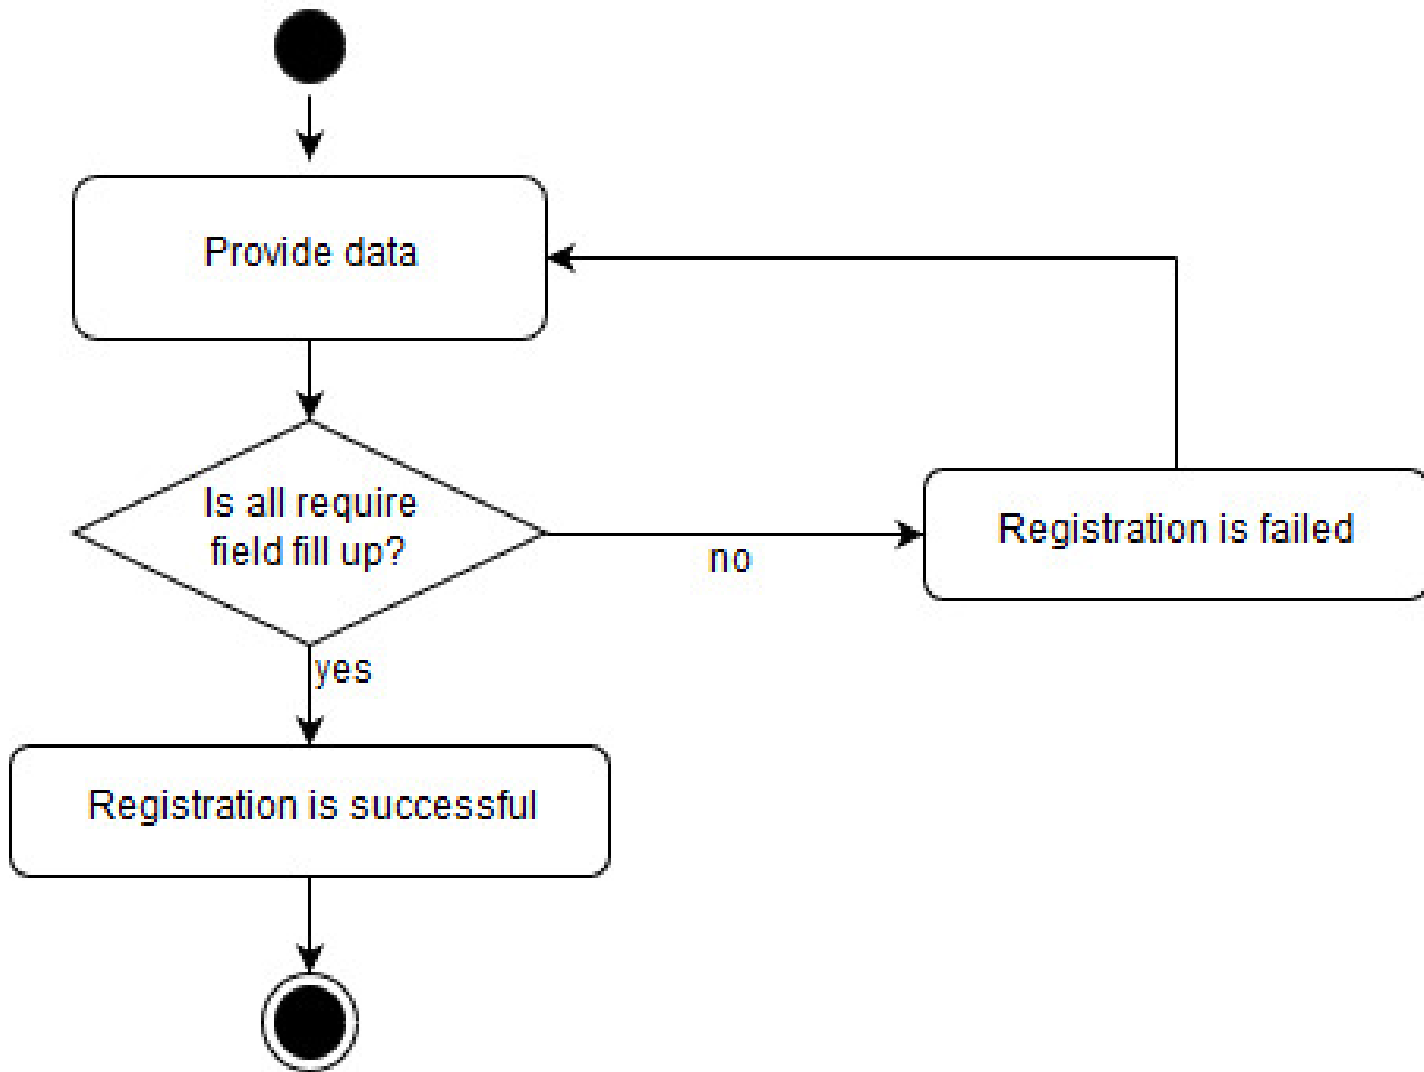 Provide data
Is all require
field fill up?
no
Registration is failed
yes
Registration is successful